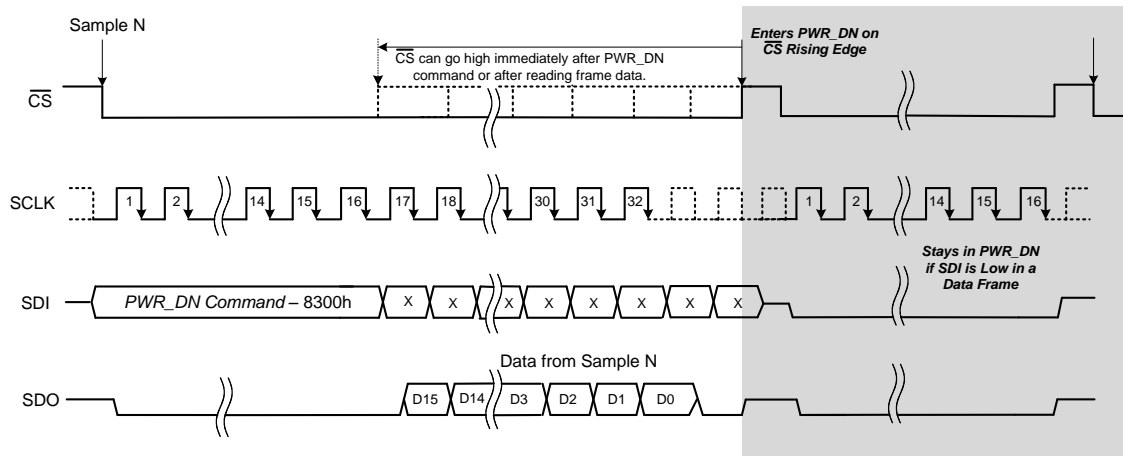 Sample N
CS can go high immediately after PWR_DN
command or after reading frame data.
Enters PWR_DN on
CS Rising Edge
CS
SCLK
1 2 14 15 16 17 18 30 31 32 1 2 14 15 16
Stays in PWR_DN
if SDI is Low in a
Data Frame
SDI
PWR_DN Command – 8300h
X X X X X X X X
Data from Sample N
SDO
D15 D14 D3 D2 D1 D0